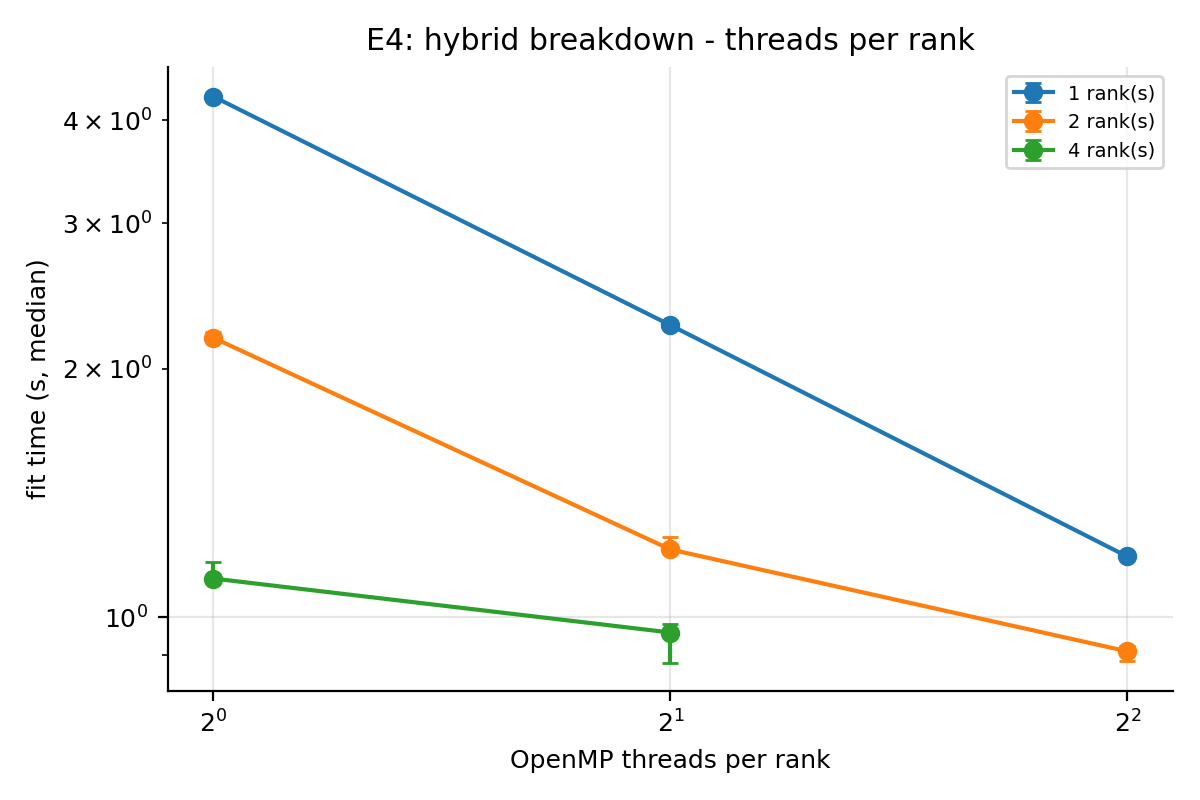 E4: hybrid breakdown - threads per rank
1 rank(s)
2 rank(s)
4 rank(s)
fit time (s, median)
4 × 10⁰
3 × 10⁰
2 × 10⁰
10⁰
2⁰
2¹
2²
OpenMP threads per rank